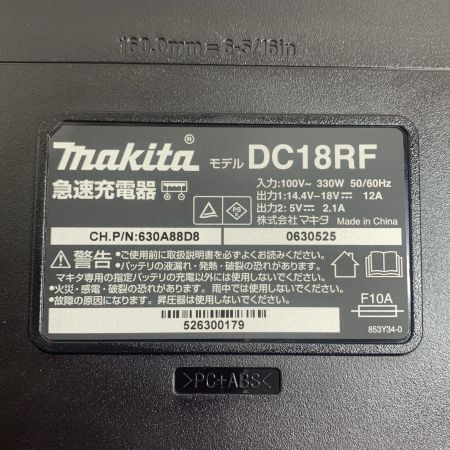 160.0mm = 6-5/16in
makita® モデル DC18RF
急速充電器
入力:100V~ 330W 50/60Hz
出力1:14.4V⎓18V⎓ 12A
出力2: 5V⎓ 2.1A
株式会社 マキタ Made in China
PS E
CH.P/N:630A88D8 0630525
⚠警告
●ご使用前に取扱説明書を必ずよくお読みください。
●バッテリの液漏れ・発熱・破裂の恐れがあります。
マキタ専用の指定バッテリの充電以外には使用しないでください。
●火災・感電・破裂の恐れあり。雨中では使用しないでください。
●故障の原因になります。昇圧器は使用しないでください。
F10A
526300179
853Y34-0
>PC+ABS<